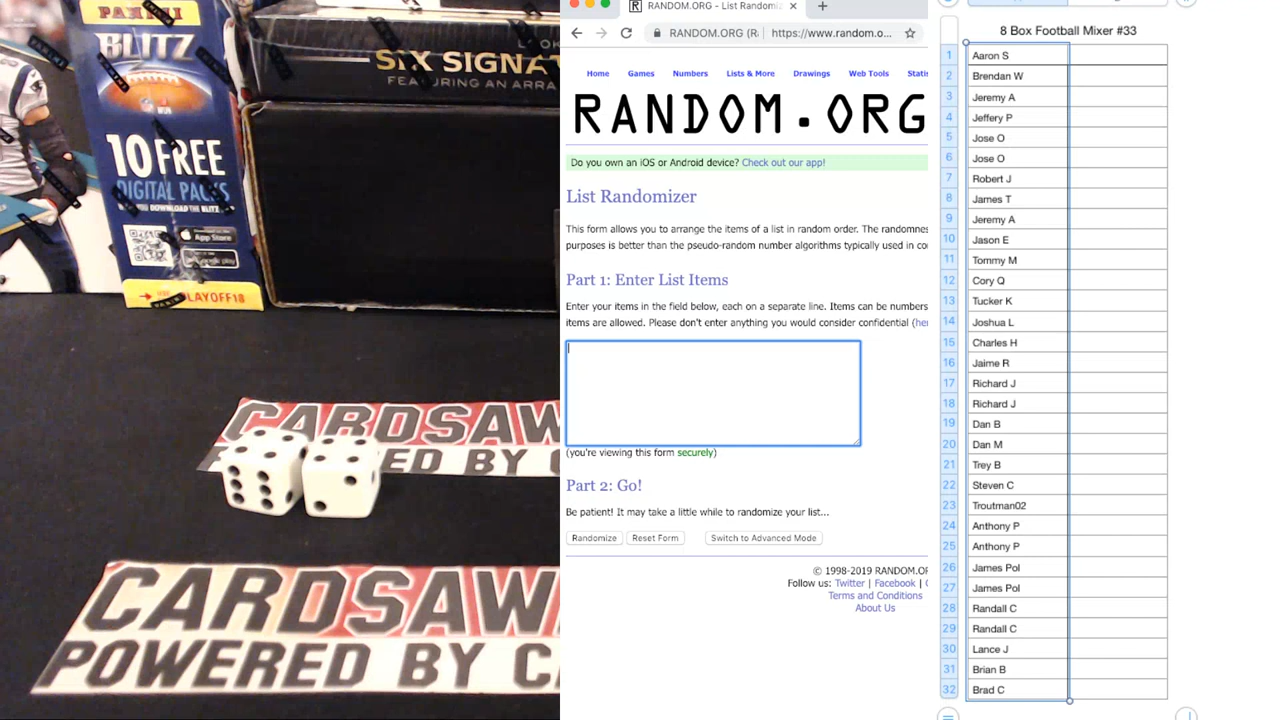 PANINI
BLITZ
10 FREE
DIGITAL PACKS
App Store
PLAYOFF18
SIX SIGNA
FEATURING AN ARRA
CARDSAW
POWERED BY C
CARDSAW
POWERED BY C
RANDOM.ORG - List Randomiz
RANDOM.ORG (R
https://www.random.o...
Home
Games
Numbers
Lists & More
Drawings
Web Tools
Statis
RANDOM.ORG
Do you own an iOS or Android device? Check out our app!
List Randomizer
This form allows you to arrange the items of a list in random order. The randomnes
purposes is better than the pseudo-random number algorithms typically used in co
Part 1: Enter List Items
Enter your items in the field below, each on a separate line. Items can be numbers
items are allowed. Please don't enter anything you would consider confidential (he
(you're viewing this form securely)
Part 2: Go!
Be patient! It may take a little while to randomize your list...
Randomize
Reset Form
Switch to Advanced Mode
© 1998-2019 RANDOM.OR
Follow us: Twitter | Facebook |
Terms and Conditions
About Us
8 Box Football Mixer #33
1 Aaron S
2 Brendan W
3 Jeremy A
4 Jeffery P
5 Jose O
6 Jose O
7 Robert J
8 James T
9 Jeremy A
10 Jason E
11 Tommy M
12 Cory Q
13 Tucker K
14 Joshua L
15 Charles H
16 Jaime R
17 Richard J
18 Richard J
19 Dan B
20 Dan M
21 Trey B
22 Steven C
23 Troutman02
24 Anthony P
25 Anthony P
26 James Pol
27 James Pol
28 Randall C
29 Randall C
30 Lance J
31 Brian B
32 Brad C